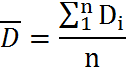 D̅ = ∑₁ⁿ Dᵢ / n